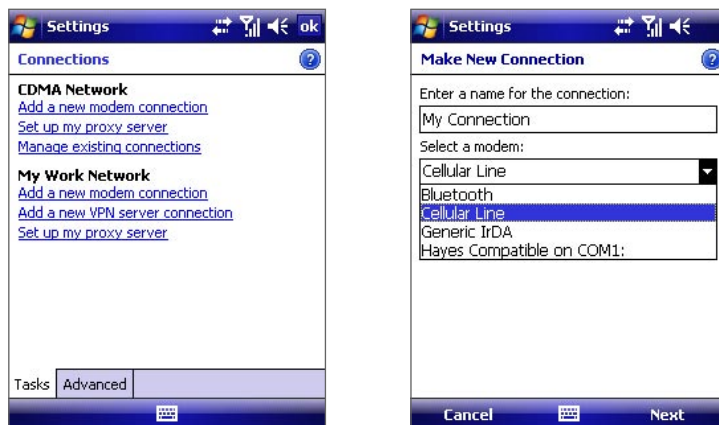 Settings
ok
Connections
?
CDMA Network
Add a new modem connection
Set up my proxy server
Manage existing connections
My Work Network
Add a new modem connection
Add a new VPN server connection
Set up my proxy server
Tasks
Advanced
Settings
Make New Connection
?
Enter a name for the connection:
My Connection
Select a modem:
Cellular Line
Bluetooth
Cellular Line
Generic IrDA
Hayes Compatible on COM1:
Cancel
Next